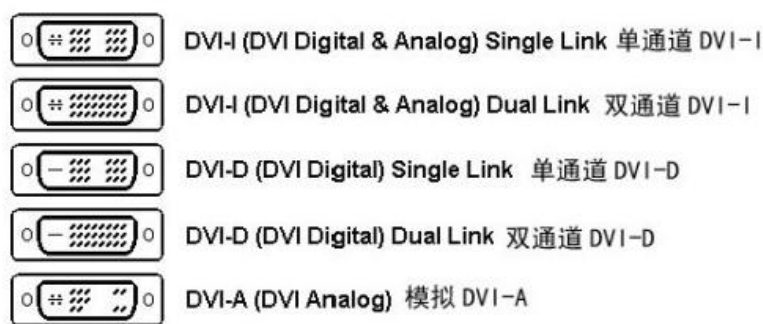 DVI-I (DVI Digital & Analog) Single Link 单通道 DVI-I
DVI-I (DVI Digital & Analog) Dual Link 双通道 DVI-I
DVI-D (DVI Digital) Single Link 单通道 DVI-D
DVI-D (DVI Digital) Dual Link 双通道 DVI-D
DVI-A (DVI Analog) 模拟 DVI-A